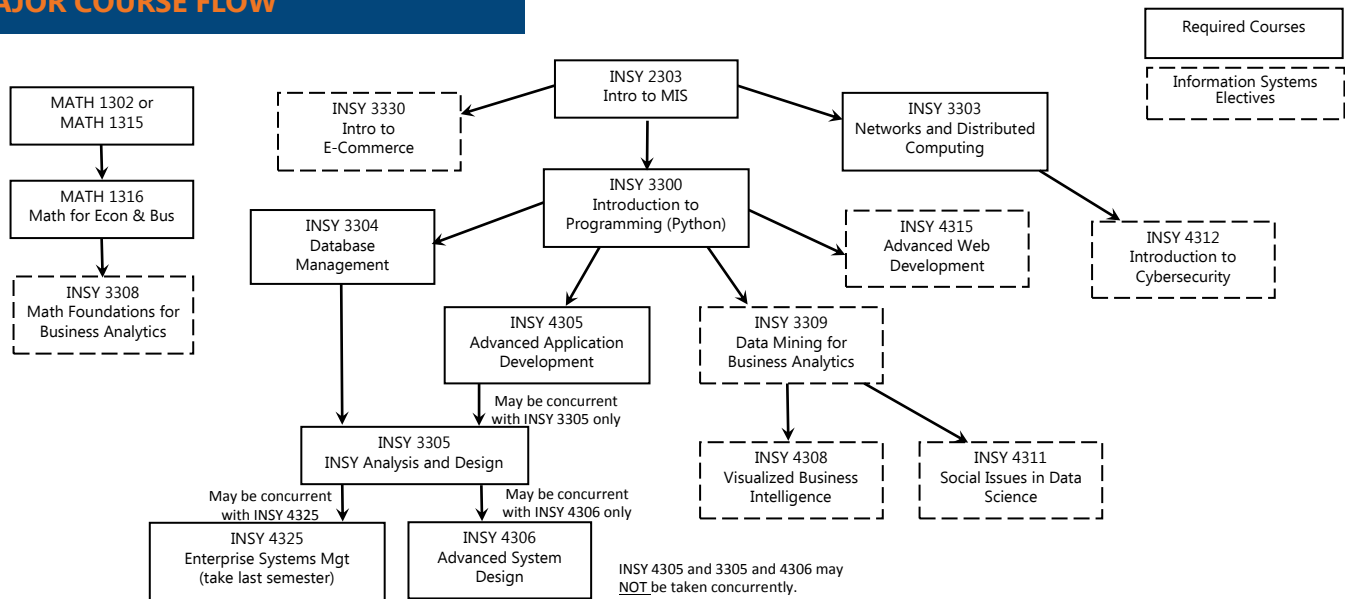 COURSE FLOW
Required Courses
Information Systems
Electives
MATH 1302 or
MATH 1315
MATH 1316
Math for Econ & Bus
INSY 3308
Math Foundations for
Business Analytics
INSY 2303
Intro to MIS
INSY 3330
Intro to
E-Commerce
INSY 3303
Networks and Distributed
Computing
INSY 3300
Introduction to
Programming (Python)
INSY 3304
Database
Management
INSY 4315
Advanced Web
Development
INSY 4312
Introduction to
Cybersecurity
INSY 4305
Advanced Application
Development
INSY 3309
Data Mining for
Business Analytics
May be concurrent
with INSY 3305 only
INSY 3305
INSY Analysis and Design
INSY 4308
Visualized Business
Intelligence
INSY 4311
Social Issues in Data
Science
May be concurrent
with INSY 4325
May be concurrent
with INSY 4306 only
INSY 4325
Enterprise Systems Mgt
(take last semester)
INSY 4306
Advanced System
Design
INSY 4305 and 3305 and 4306 may
NOT be taken concurrently.